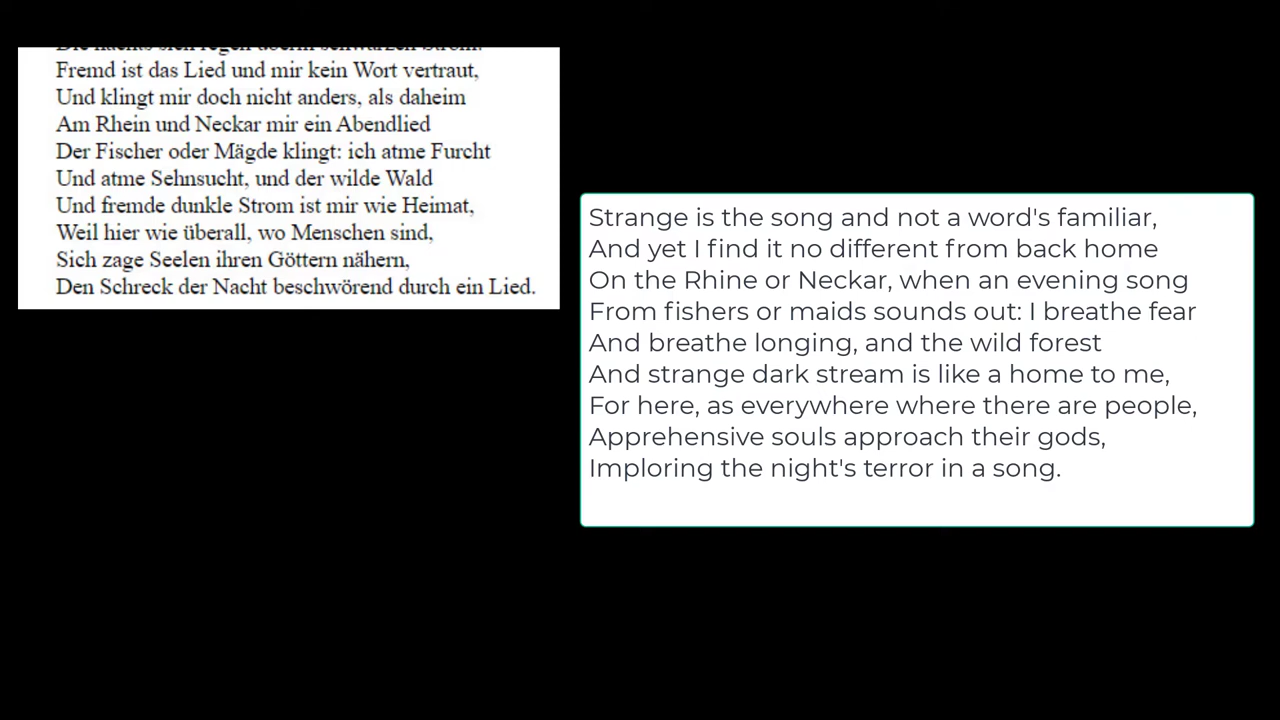 Die nachts sich regen überm schwarzen Strom.
Fremd ist das Lied und mir kein Wort vertraut,
Und klingt mir doch nicht anders, als daheim
Am Rhein und Neckar mir ein Abendlied
Der Fischer oder Mägde klingt: ich atme Furcht
Und atme Sehnsucht, und der wilde Wald
Und fremde dunkle Strom ist mir wie Heimat,
Weil hier wie überall, wo Menschen sind,
Sich zage Seelen ihren Göttern nähern,
Den Schreck der Nacht beschwörend durch ein Lied.
Strange is the song and not a word's familiar,
And yet I find it no different from back home
On the Rhine or Neckar, when an evening song
From fishers or maids sounds out: I breathe fear
And breathe longing, and the wild forest
And strange dark stream is like a home to me,
For here, as everywhere where there are people,
Apprehensive souls approach their gods,
Imploring the night's terror in a song.